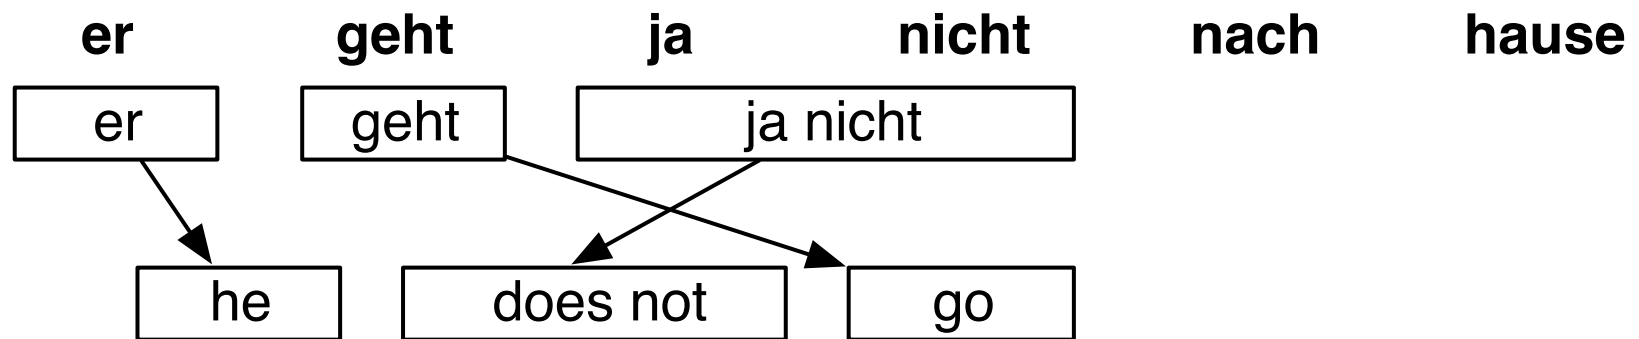 er geht ja nicht nach hause
er geht ja nicht
he does not go